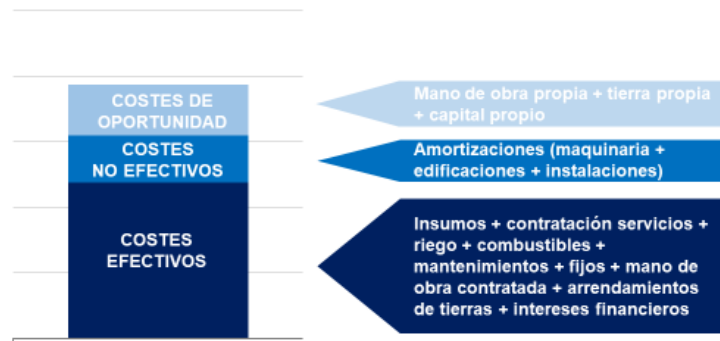 COSTES DE
OPORTUNIDAD
COSTES
NO EFECTIVOS
COSTES
EFECTIVOS
Mano de obra propia + tierra propia
+ capital propio
Amortizaciones (maquinaria +
edificaciones + instalaciones)
Insumos + contratación servicios +
riego + combustibles +
mantenimientos + fijos + mano de
obra contratada + arrendamientos
de tierras + intereses financieros